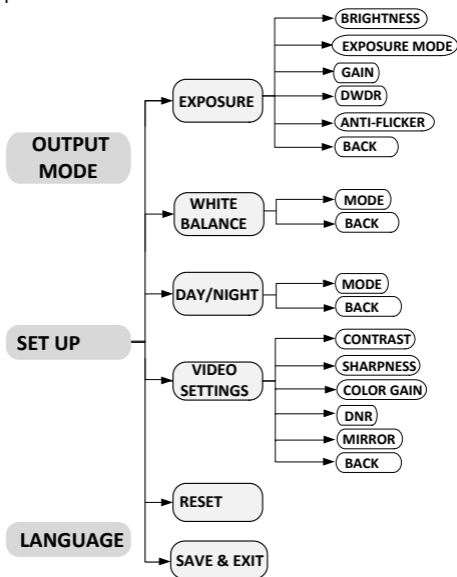 OUTPUT
MODE
SET UP
LANGUAGE
EXPOSURE
BRIGHTNESS
EXPOSURE MODE
GAIN
DWDR
ANTI-FLICKER
BACK
WHITE
BALANCE
MODE
BACK
DAY/NIGHT
MODE
BACK
VIDEO
SETTINGS
CONTRAST
SHARPNESS
COLOR GAIN
DNR
MIRROR
BACK
RESET
SAVE & EXIT